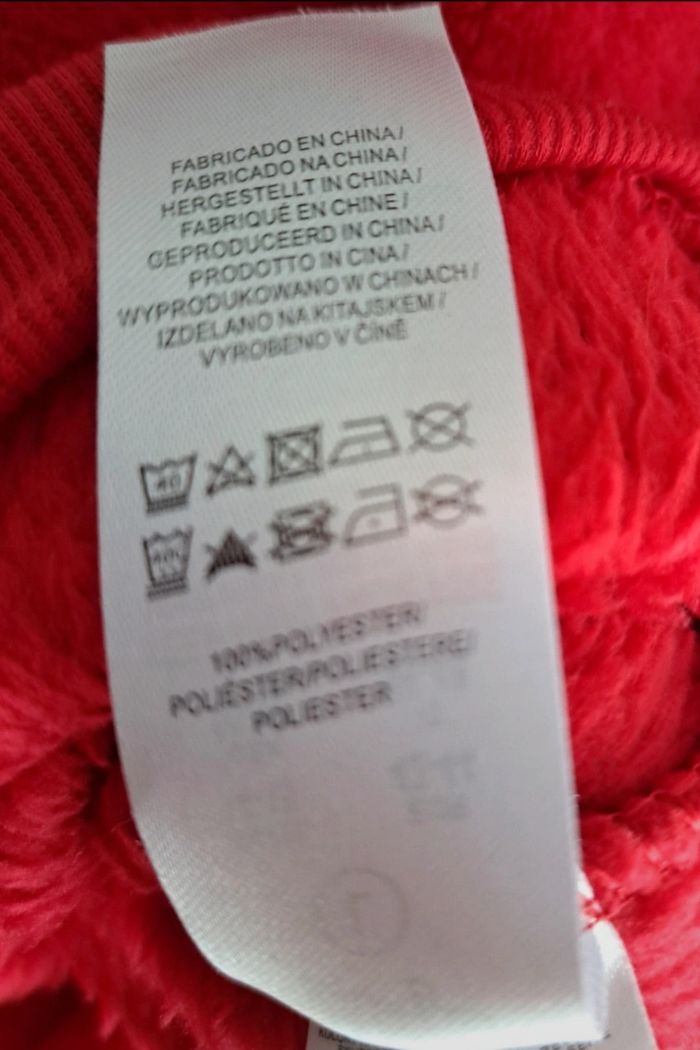 FABRICADO EN CHINA/
FABRICADO NA CHINA/
HERGESTELLT IN CHINA/
FABRIQUÉ EN CHINE/
GEPRODUCEERD IN CHINA/
PRODOTTO IN CINA/
WYPRODUKOWANO W CHINACH/
IZDELANO NA KITAJSKEM/
VYROBENO V ČÍNĚ
40
100%POLYESTER/
POLIÉSTER/POLIESTERE/
POLIESTER